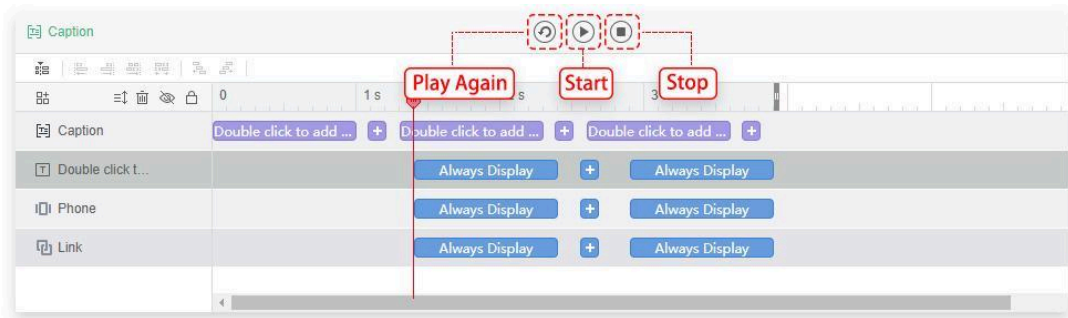 Caption
Play Again
Start
Stop
0
1 s
s
3
Caption
Double click to add ...
Double click to add ...
Double click to add ...
Double click t...
Always Display
Always Display
Phone
Always Display
Always Display
Link
Always Display
Always Display